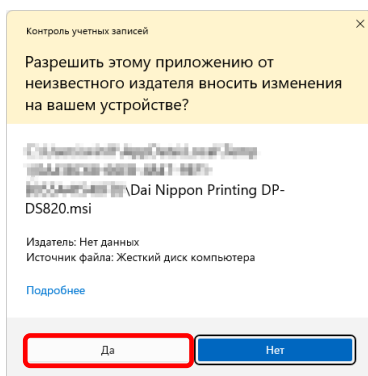 Контроль учетных записей
Разрешить этому приложению от
неизвестного издателя вносить изменения
на вашем устройстве?
\Dai Nippon Printing DP-
DS820.msi
Издатель: Нет данных
Источник файла: Жесткий диск компьютера
Подробнее
Да
Нет